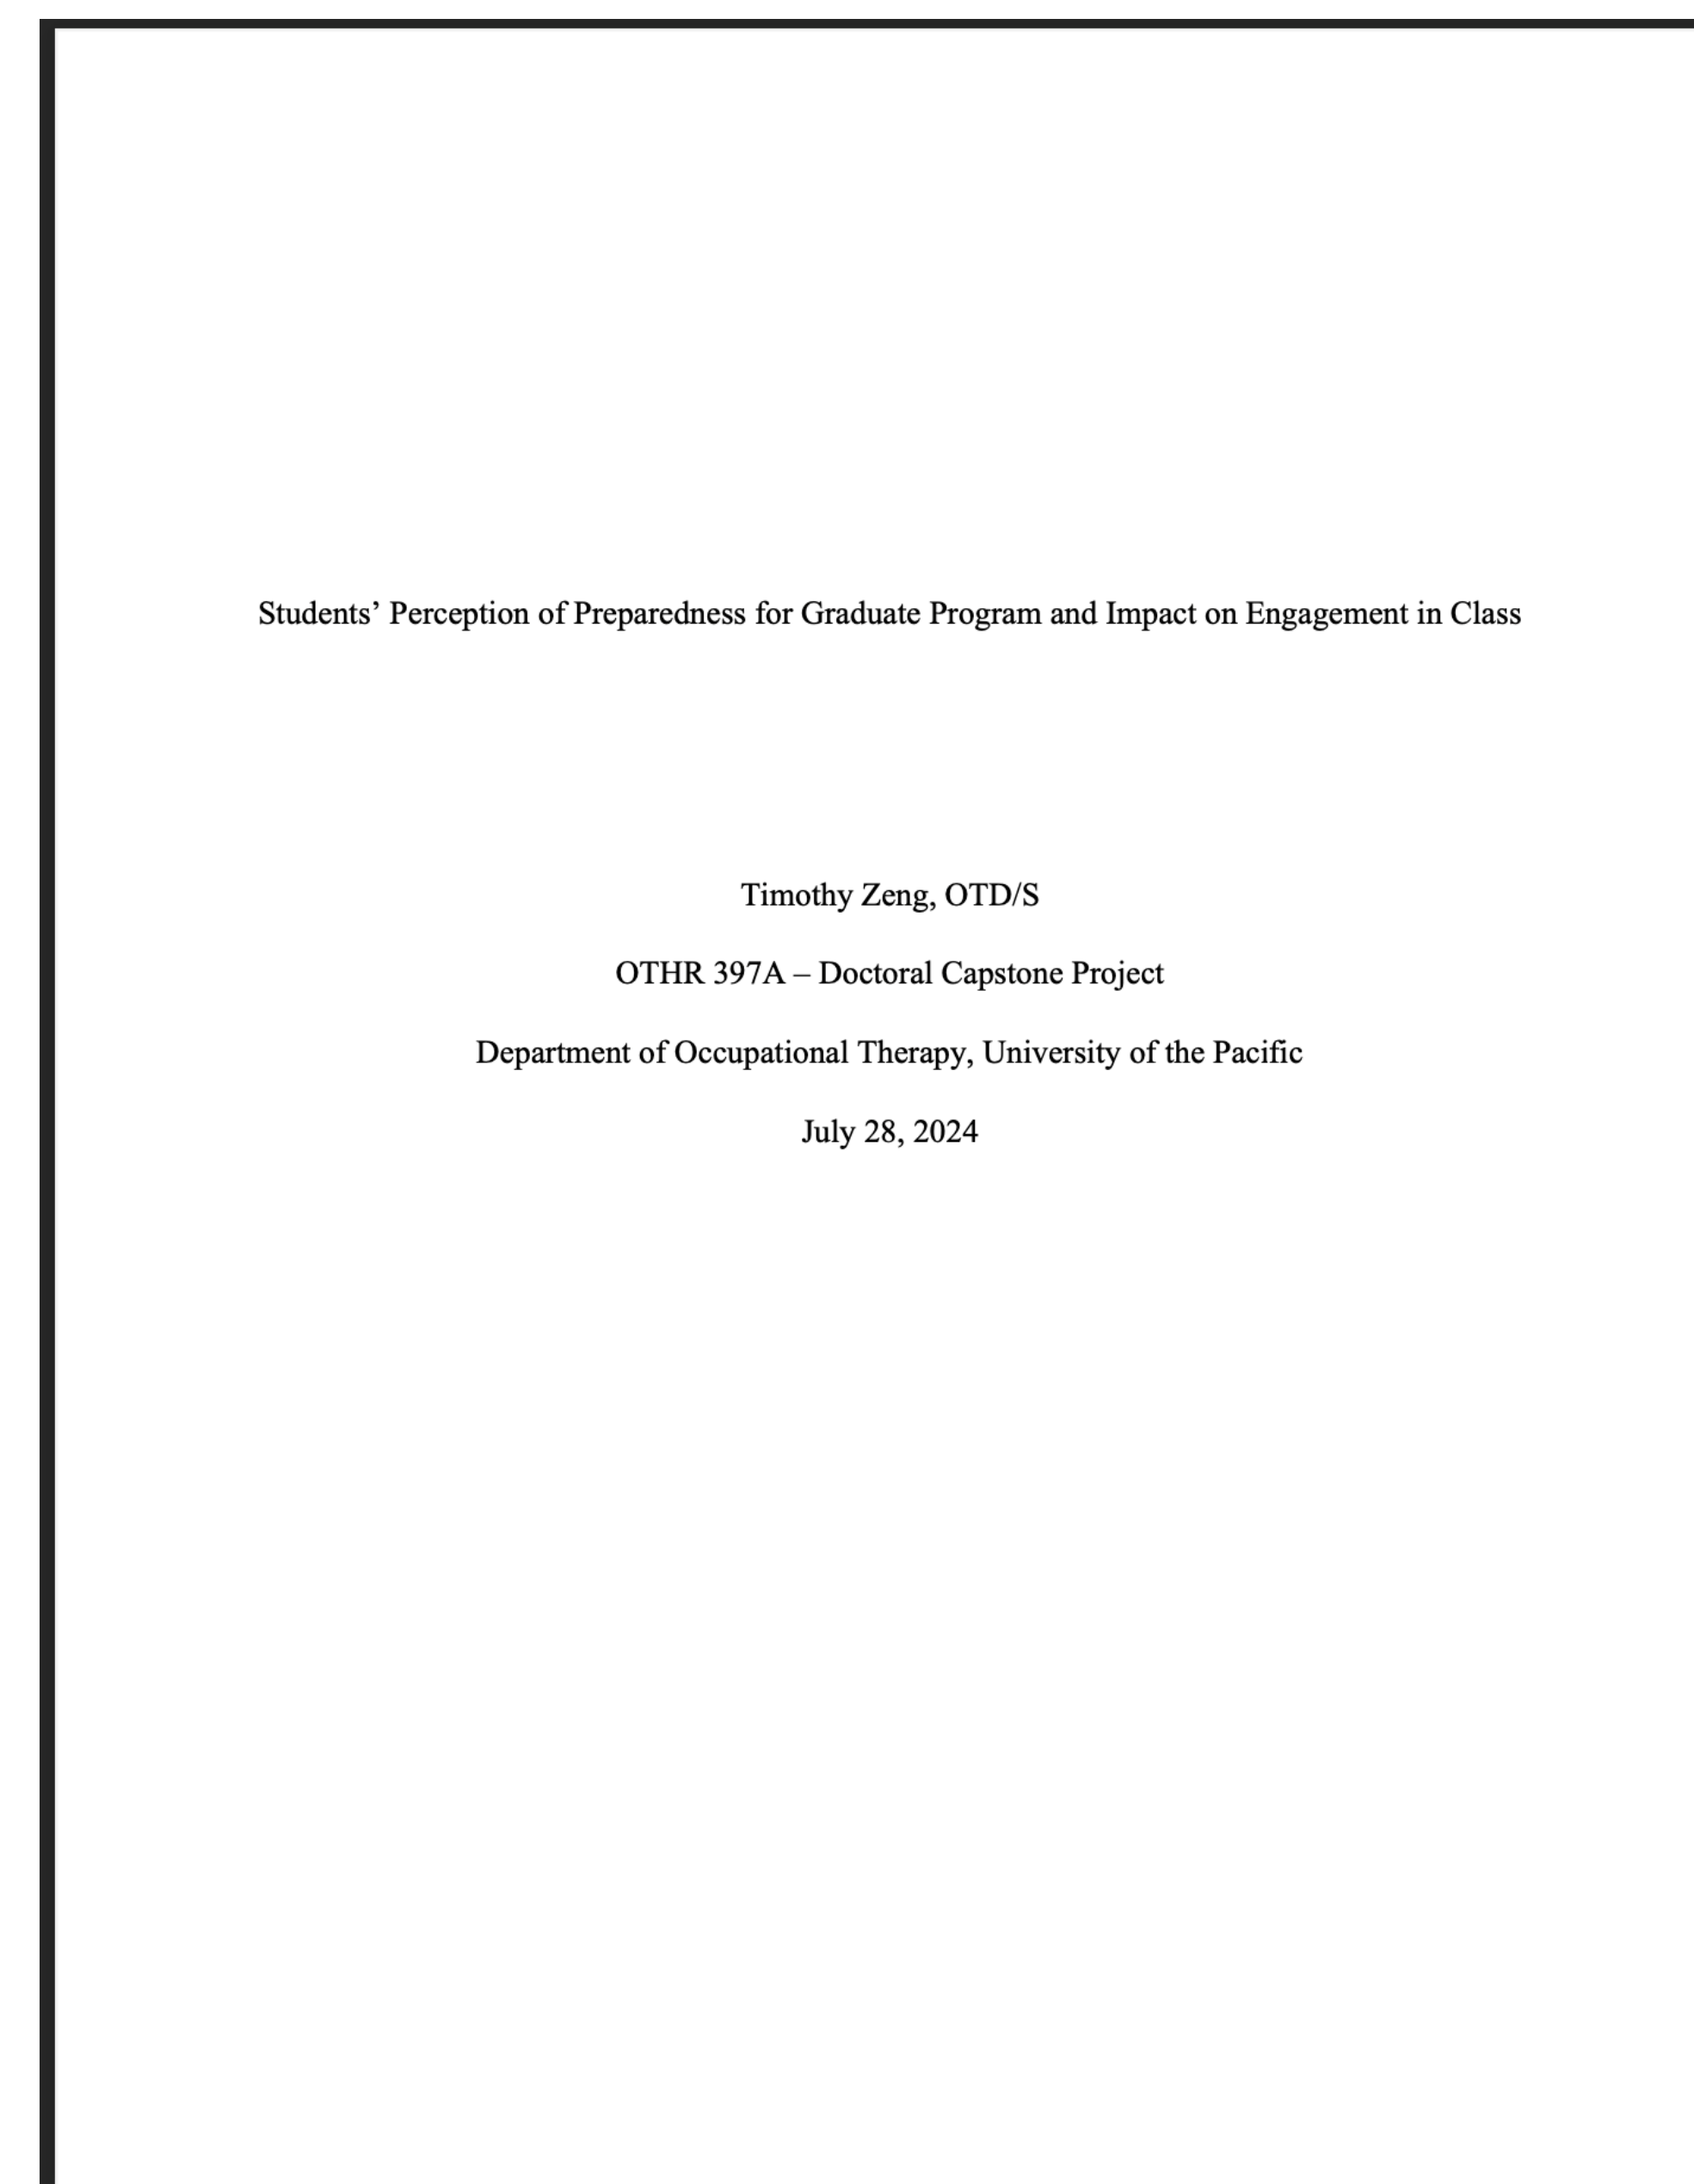 Students’ Perception of Preparedness for Graduate Program and Impact on Engagement in Class
Timothy Zeng, OTD/S
OTHR 397A – Doctoral Capstone Project
Department of Occupational Therapy, University of the Pacific
July 28, 2024